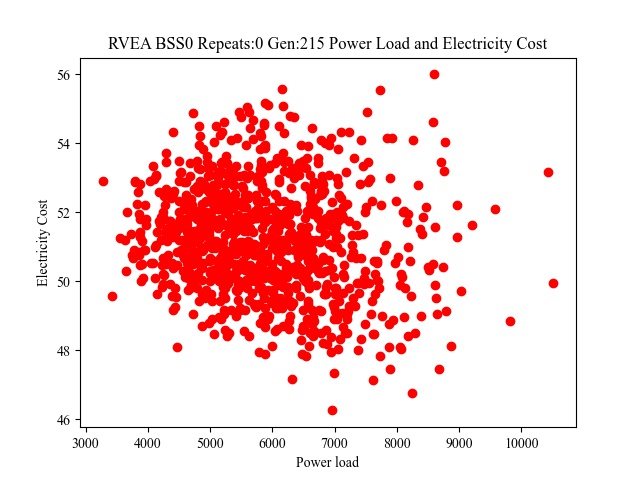 RVEA BSS0 Repeats:0 Gen:215 Power Load and Electricity Cost
56
54
52
50
48
46
Electricity Cost
3000 4000 5000 6000 7000 8000 9000 10000
Power load